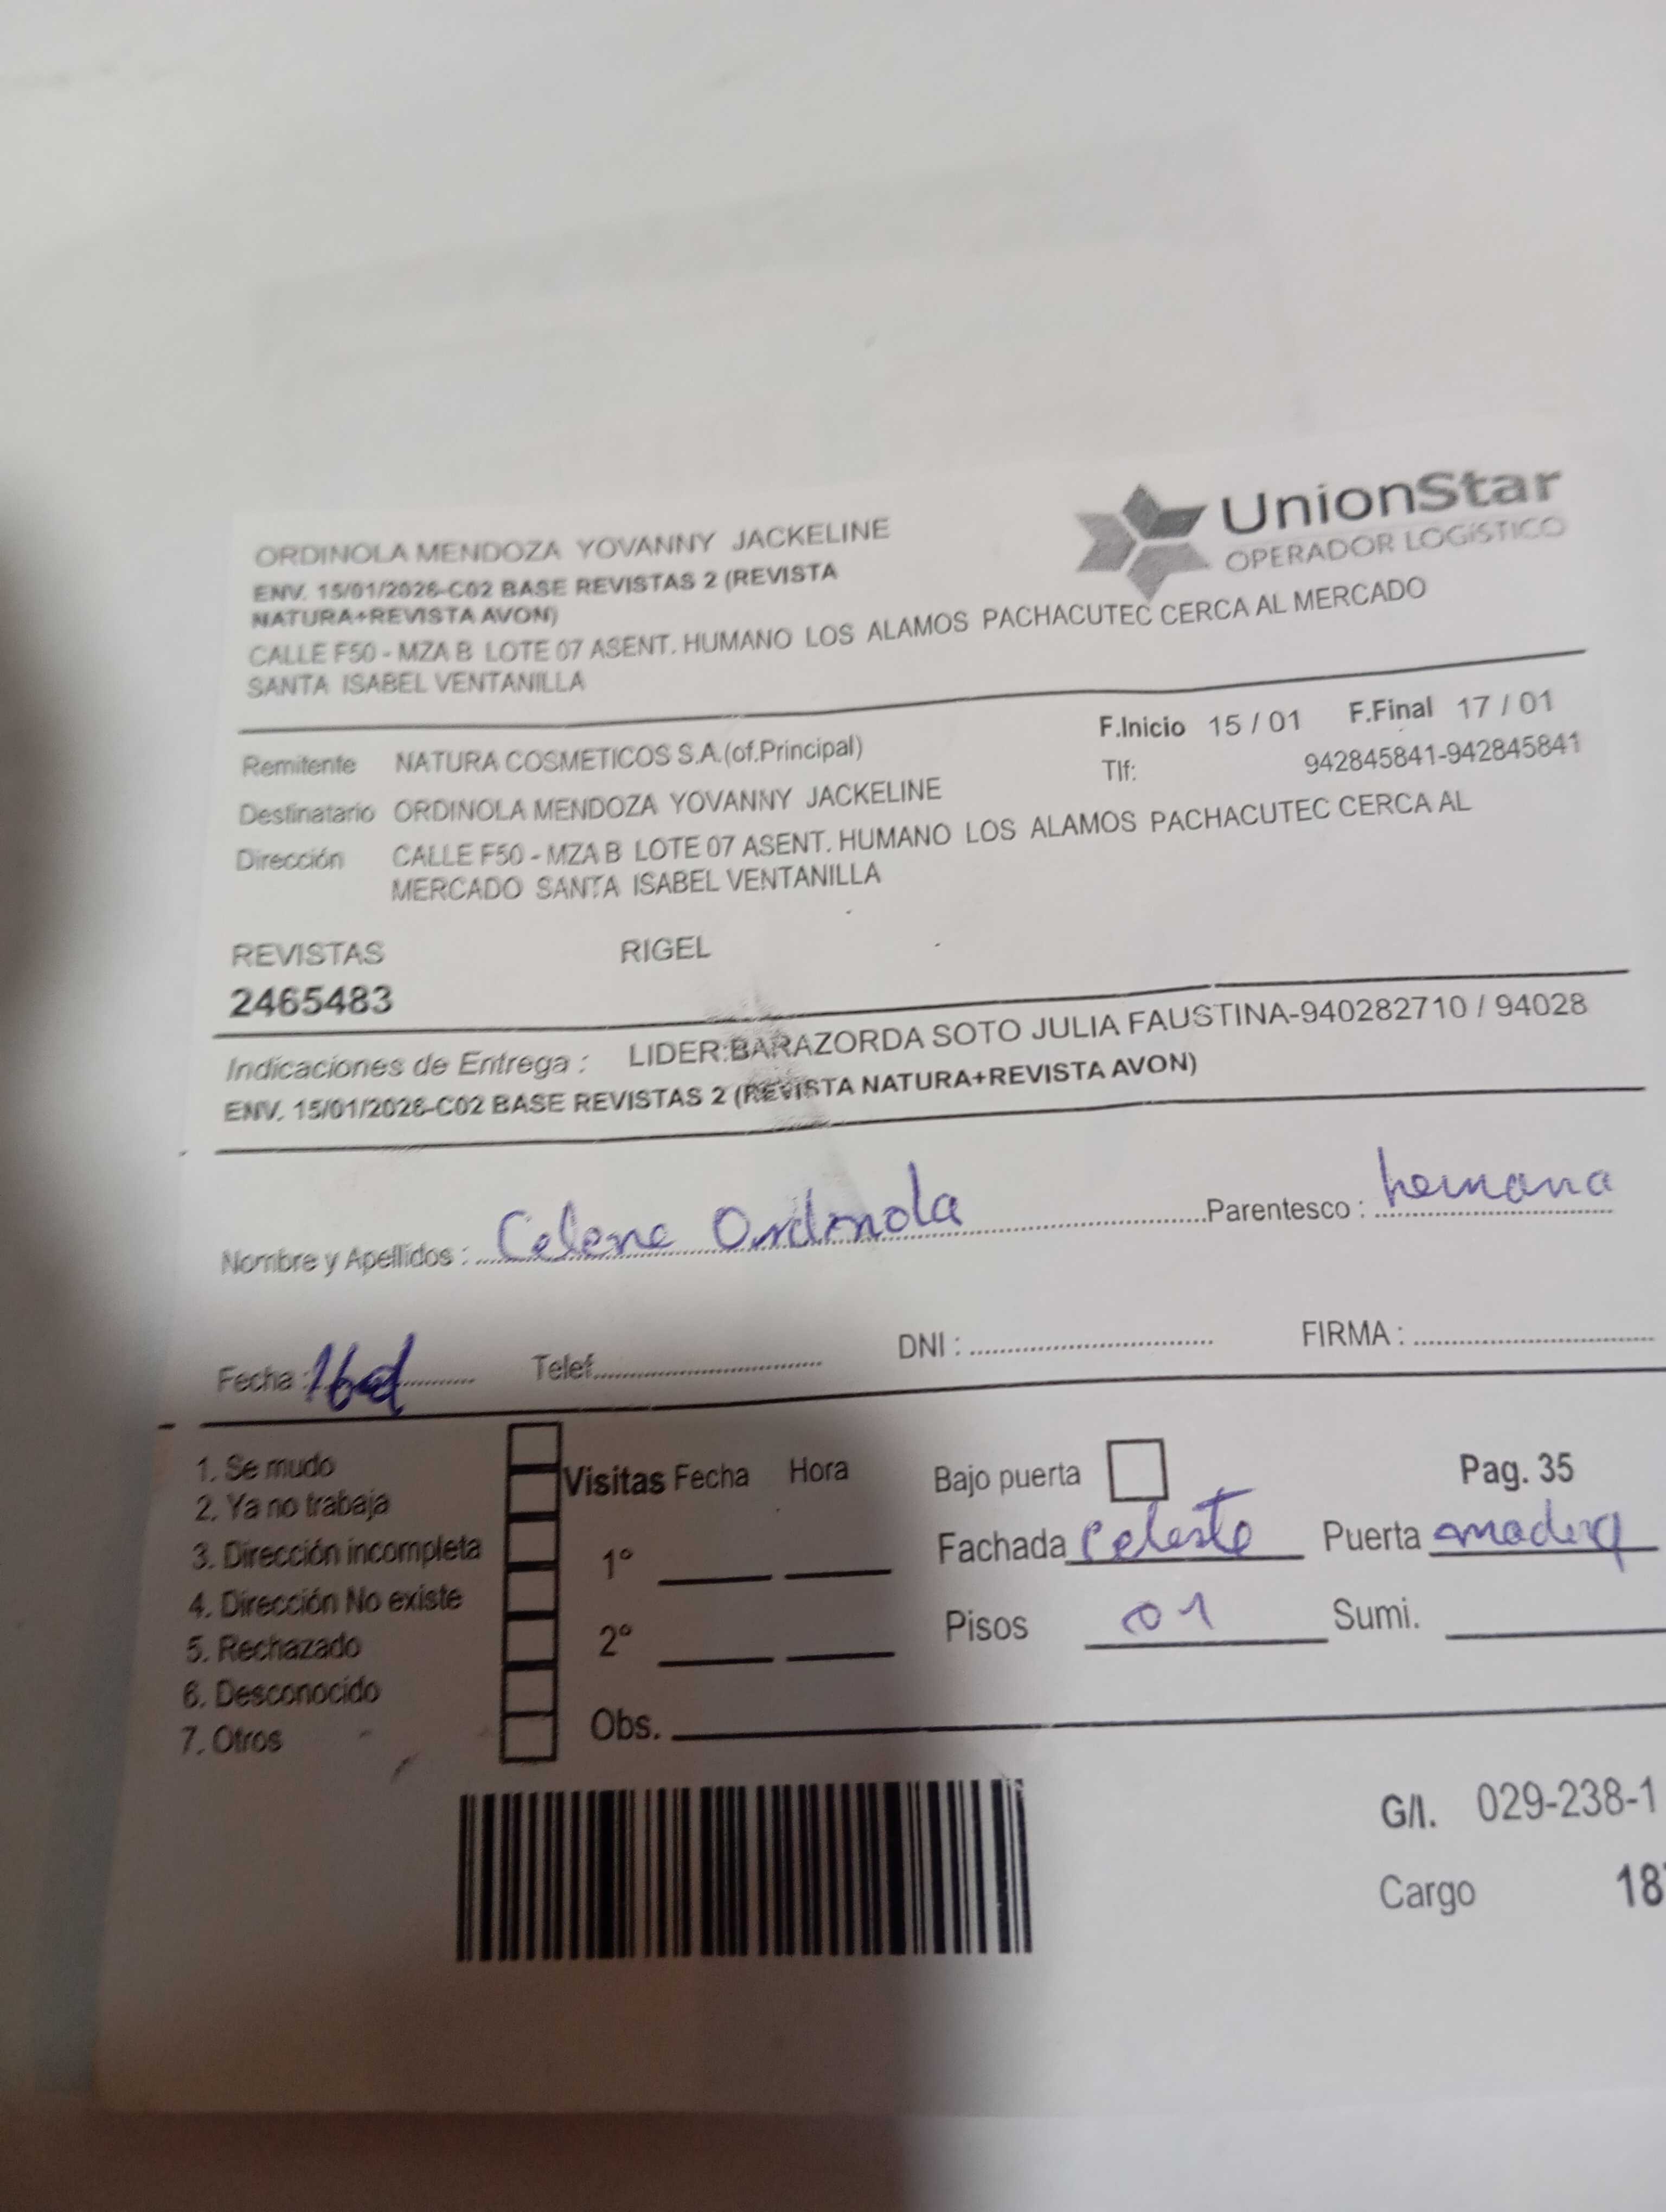 ORDINOLA MENDOZA YOVANNY JACKELINE
UnionStar
OPERADOR LOGÍSTICO
ENV. 15/01/2026-C02 BASE REVISTAS 2 (REVISTA
NATURA+REVISTA AVON)
CALLE F50 - MZA B LOTE 07 ASENT. HUMANO LOS ALAMOS PACHACUTEC CERCA AL MERCADO
SANTA ISABEL VENTANILLA
F.Inicio 15 / 01 F.Final 17 / 01
Remitente NATURA COSMETICOS S.A.(of.Principal)
Tlf: 942845841-942845841
Destinatario ORDINOLA MENDOZA YOVANNY JACKELINE
Dirección CALLE F50 - MZA B LOTE 07 ASENT. HUMANO LOS ALAMOS PACHACUTEC CERCA AL
MERCADO SANTA ISABEL VENTANILLA
REVISTAS RIGEL
2465483
Indicaciones de Entrega : LIDER:BARAZORDA SOTO JULIA FAUSTINA-940282710 / 94028
ENV. 15/01/2026-C02 BASE REVISTAS 2 (REVISTA NATURA+REVISTA AVON)
Nombre y Apellidos : Celene Ordinola Parentesco : hermana
Fecha : Telef. DNI : FIRMA :
1. Se mudo
2. Ya no trabaja
3. Dirección incompleta
4. Dirección No existe
5. Rechazado
6. Desconocido
7. Otros
Visitas Fecha Hora
1°
2°
Obs.
Bajo puerta Pag. 35
Fachada celeste Puerta madera
Pisos 01 Sumi.
G/I. 029-238-1
Cargo 18